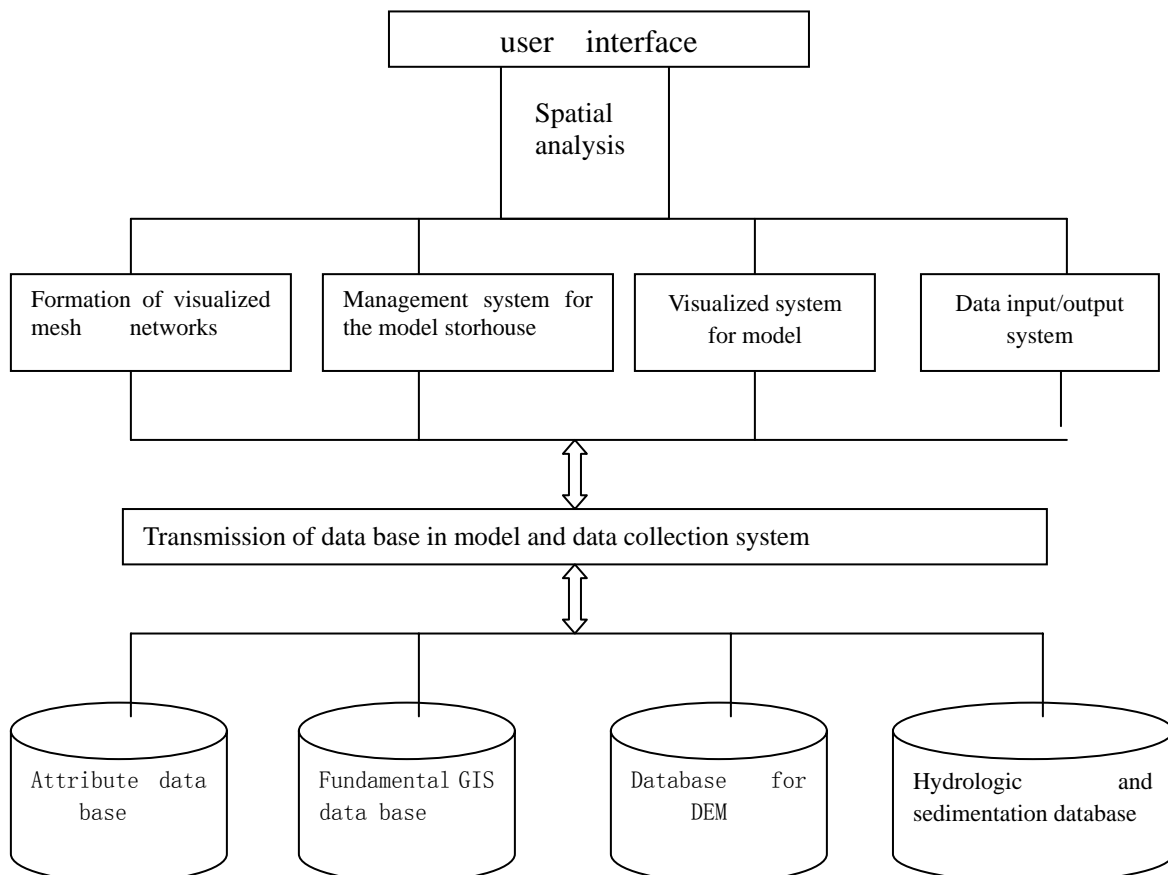 user interface
Spatial
analysis
Formation of visualized
mesh networks
Management system for
the model storhouse
Visualized system
for model
Data input/output
system
Transmission of data base in model and data collection system
Attribute data
base
Fundamental GIS
data base
Database for
DEM
Hydrologic and
sedimentation database